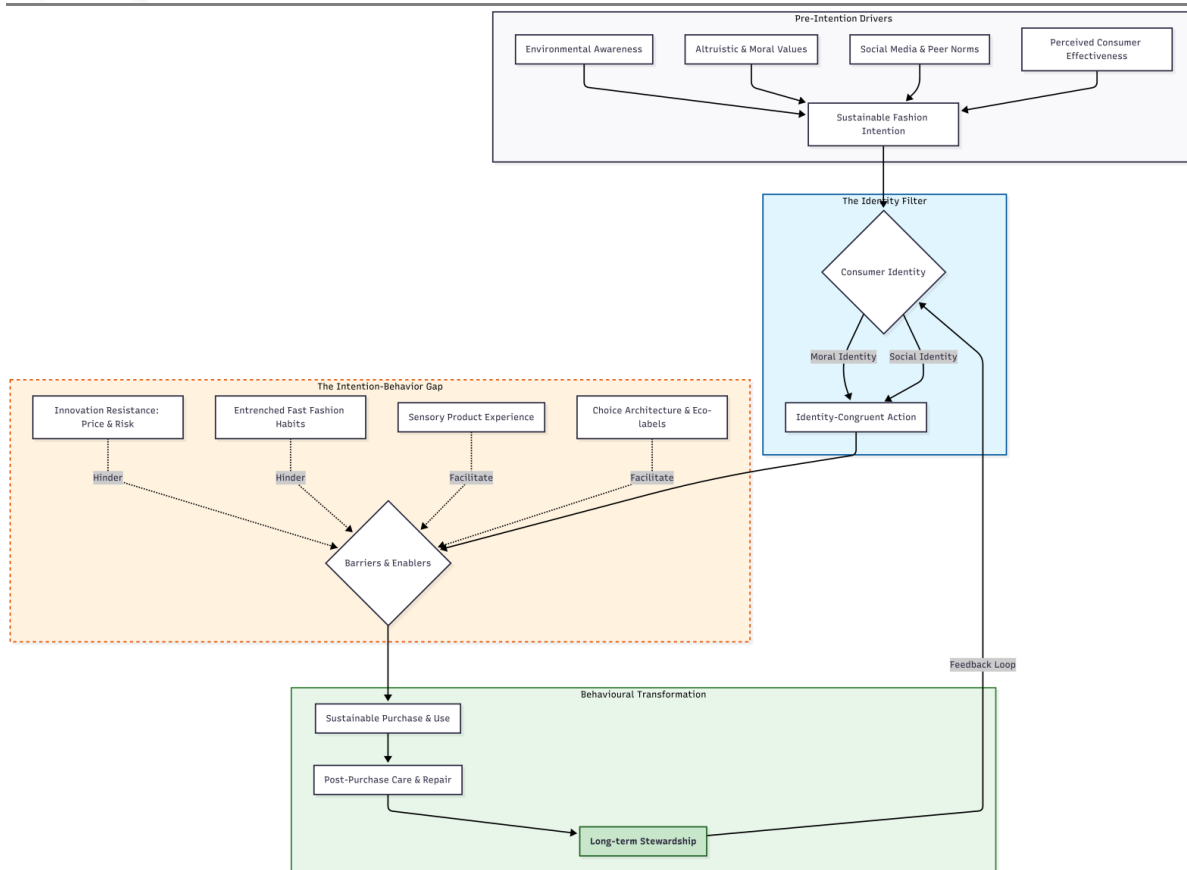 Pre-Intention Drivers
Environmental Awareness
Altruistic & Moral Values
Social Media & Peer Norms
Perceived Consumer
Effectiveness
Sustainable Fashion
Intention
The Identity Filter
Consumer Identity
Moral Identity
Social Identity
Identity-Congruent Action
The Intention-Behavior Gap
Innovation Resistance:
Price & Risk
Entrenched Fast Fashion
Habits
Sensory Product Experience
Choice Architecture & Eco-
labels
Hinder
Hinder
Facilitate
Facilitate
Barriers & Enablers
Feedback Loop
Behavioural Transformation
Sustainable Purchase & Use
Post-Purchase Care & Repair
Long-term Stewardship